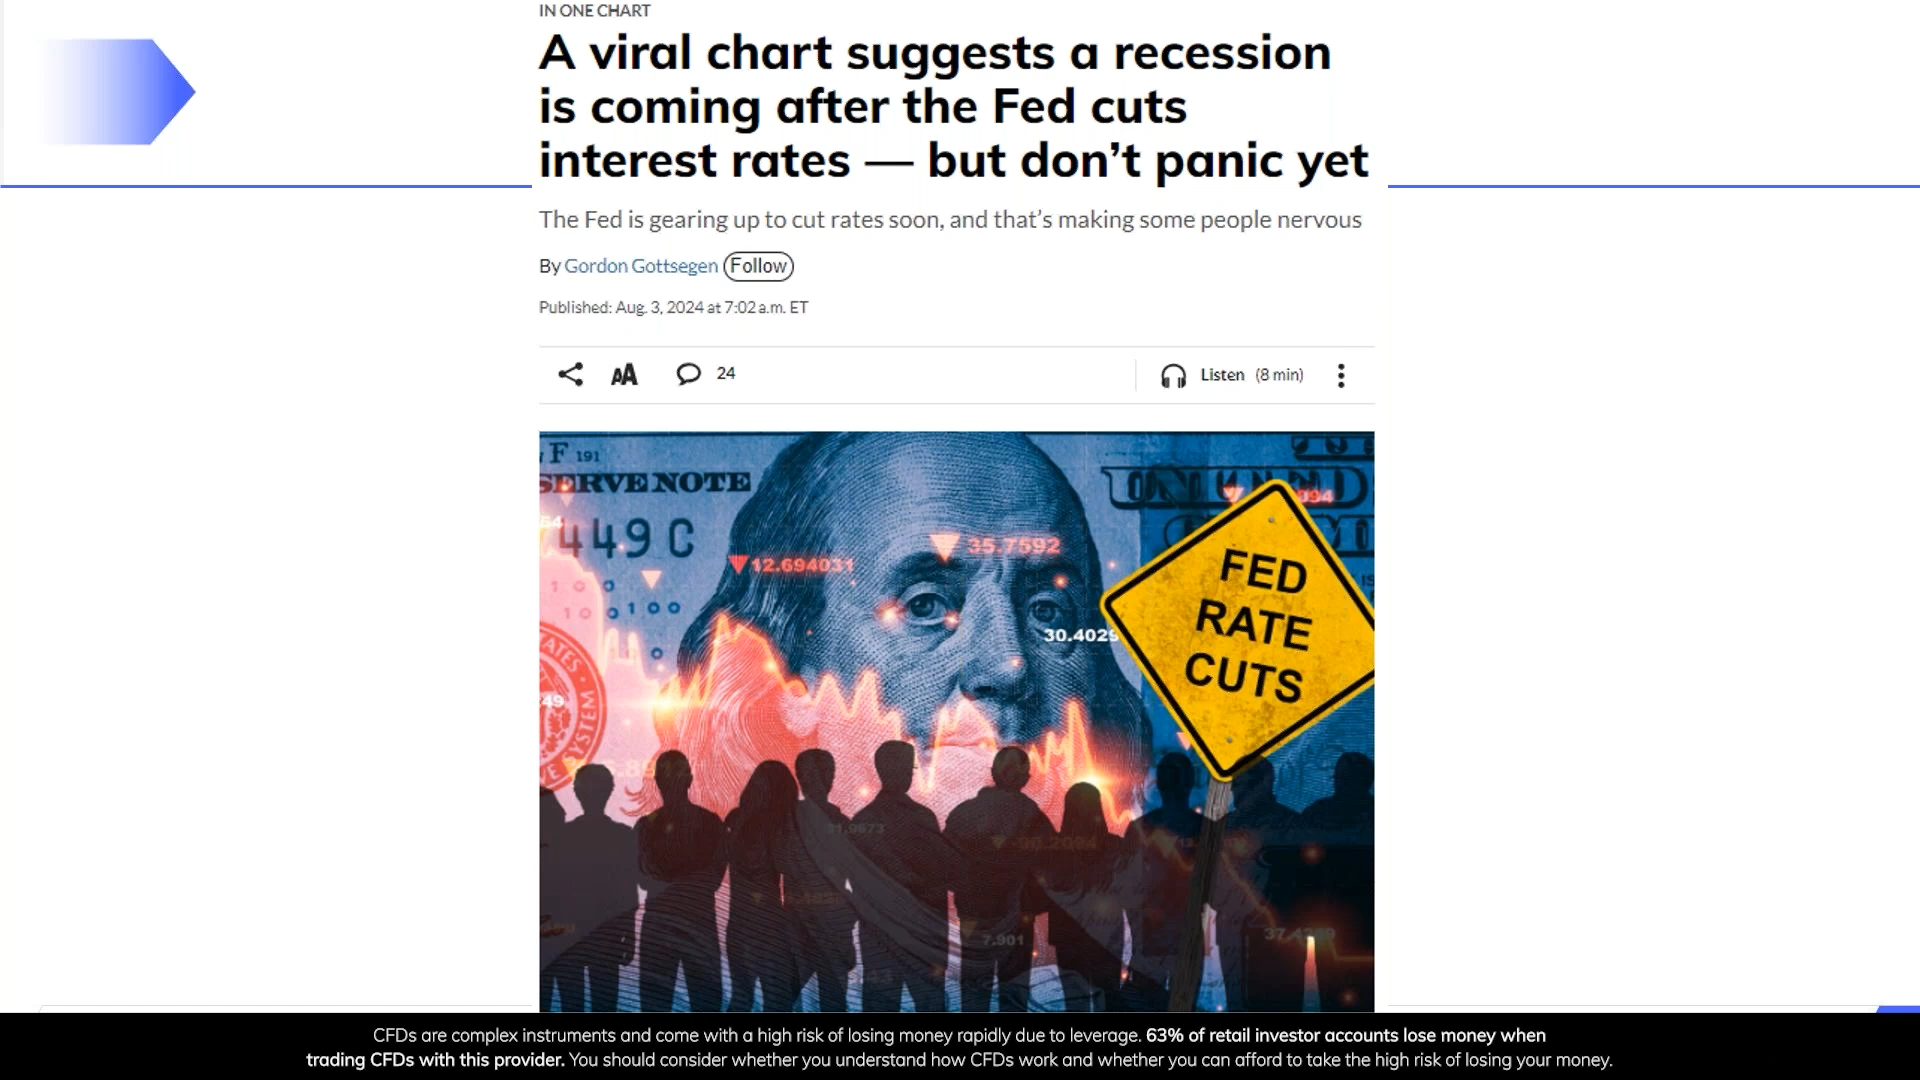 IN ONE CHART
A viral chart suggests a recession
is coming after the Fed cuts
interest rates — but don’t panic yet
The Fed is gearing up to cut rates soon, and that’s making some people nervous
By Gordon Gottsegen Follow
Published: Aug. 3, 2024 at 7:02 a.m. ET
24
Listen (8 min)
F 191
SERVE NOTE
449 C
12.694031
35.7592
30.4029
FED
RATE
CUTS
31.9673
7.901
CFDs are complex instruments and come with a high risk of losing money rapidly due to leverage. 63% of retail investor accounts lose money when
trading CFDs with this provider. You should consider whether you understand how CFDs work and whether you can afford to take the high risk of losing your money.